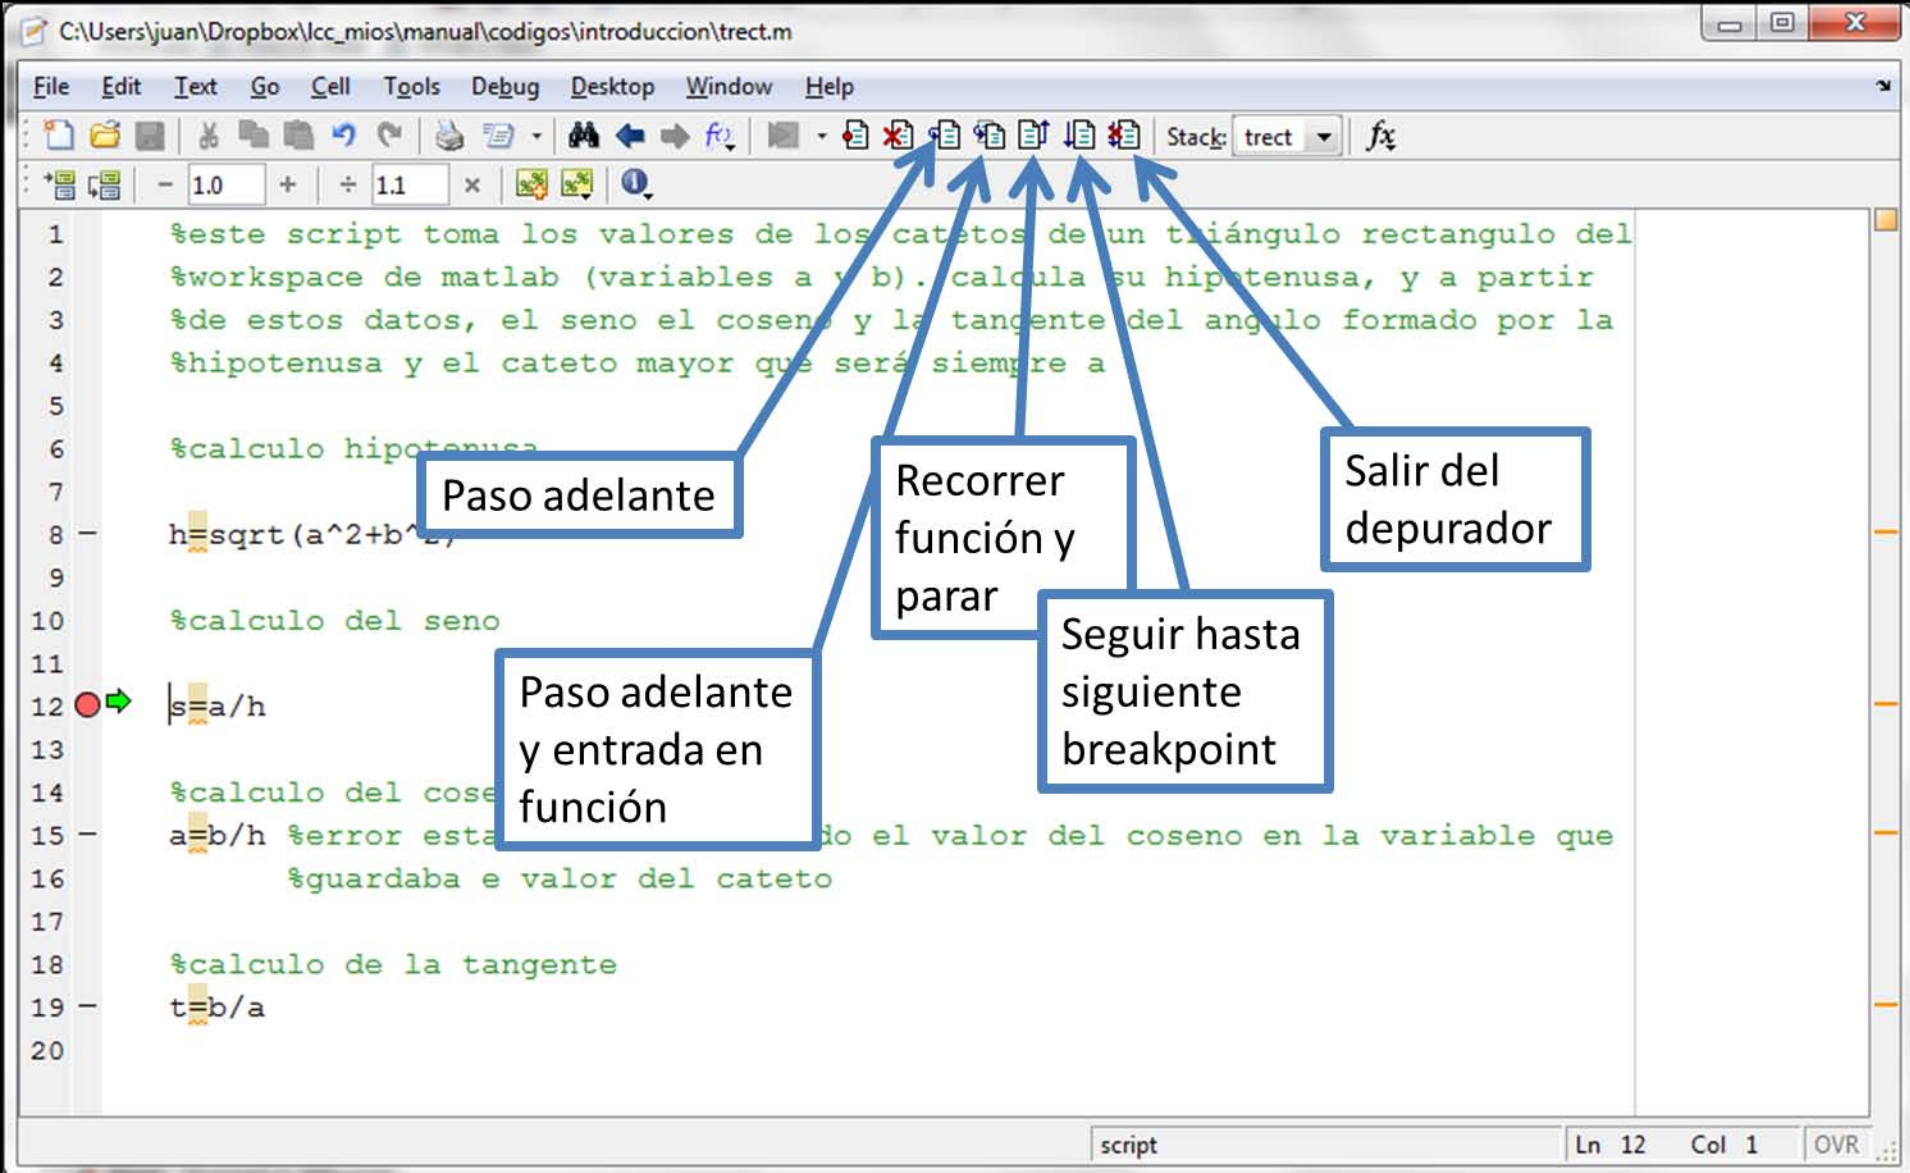 C:\Users\juan\Dropbox\lcc_mios\manual\codigos\introduccion\trect.m
File Edit Text Go Cell Tools Debug Desktop Window Help
Stack: trect fx
− 1.0 + ÷ 1.1 ×
1 %este script toma los valores de los catetos de un triángulo rectangulo del
2 %workspace de matlab (variables a y b). calcula su hipotenusa, y a partir
3 %de estos datos, el seno el coseno y la tangente del angulo formado por la
4 %hipotenusa y el cateto mayor que será siempre a
5
6 %calculo hipotenusa
7
8 − h=sqrt(a^2+b^2)
9
10 %calculo del seno
11
12 s=a/h
13
14 %calculo del cose
15 − a=b/h %error esta do el valor del coseno en la variable que
16 %guardaba e valor del cateto
17
18 %calculo de la tangente
19 − t=b/a
20
Paso adelante
Paso adelante
y entrada en
función
Recorrer
función y
parar
Seguir hasta
siguiente
breakpoint
Salir del
depurador
script Ln 12 Col 1 OVR